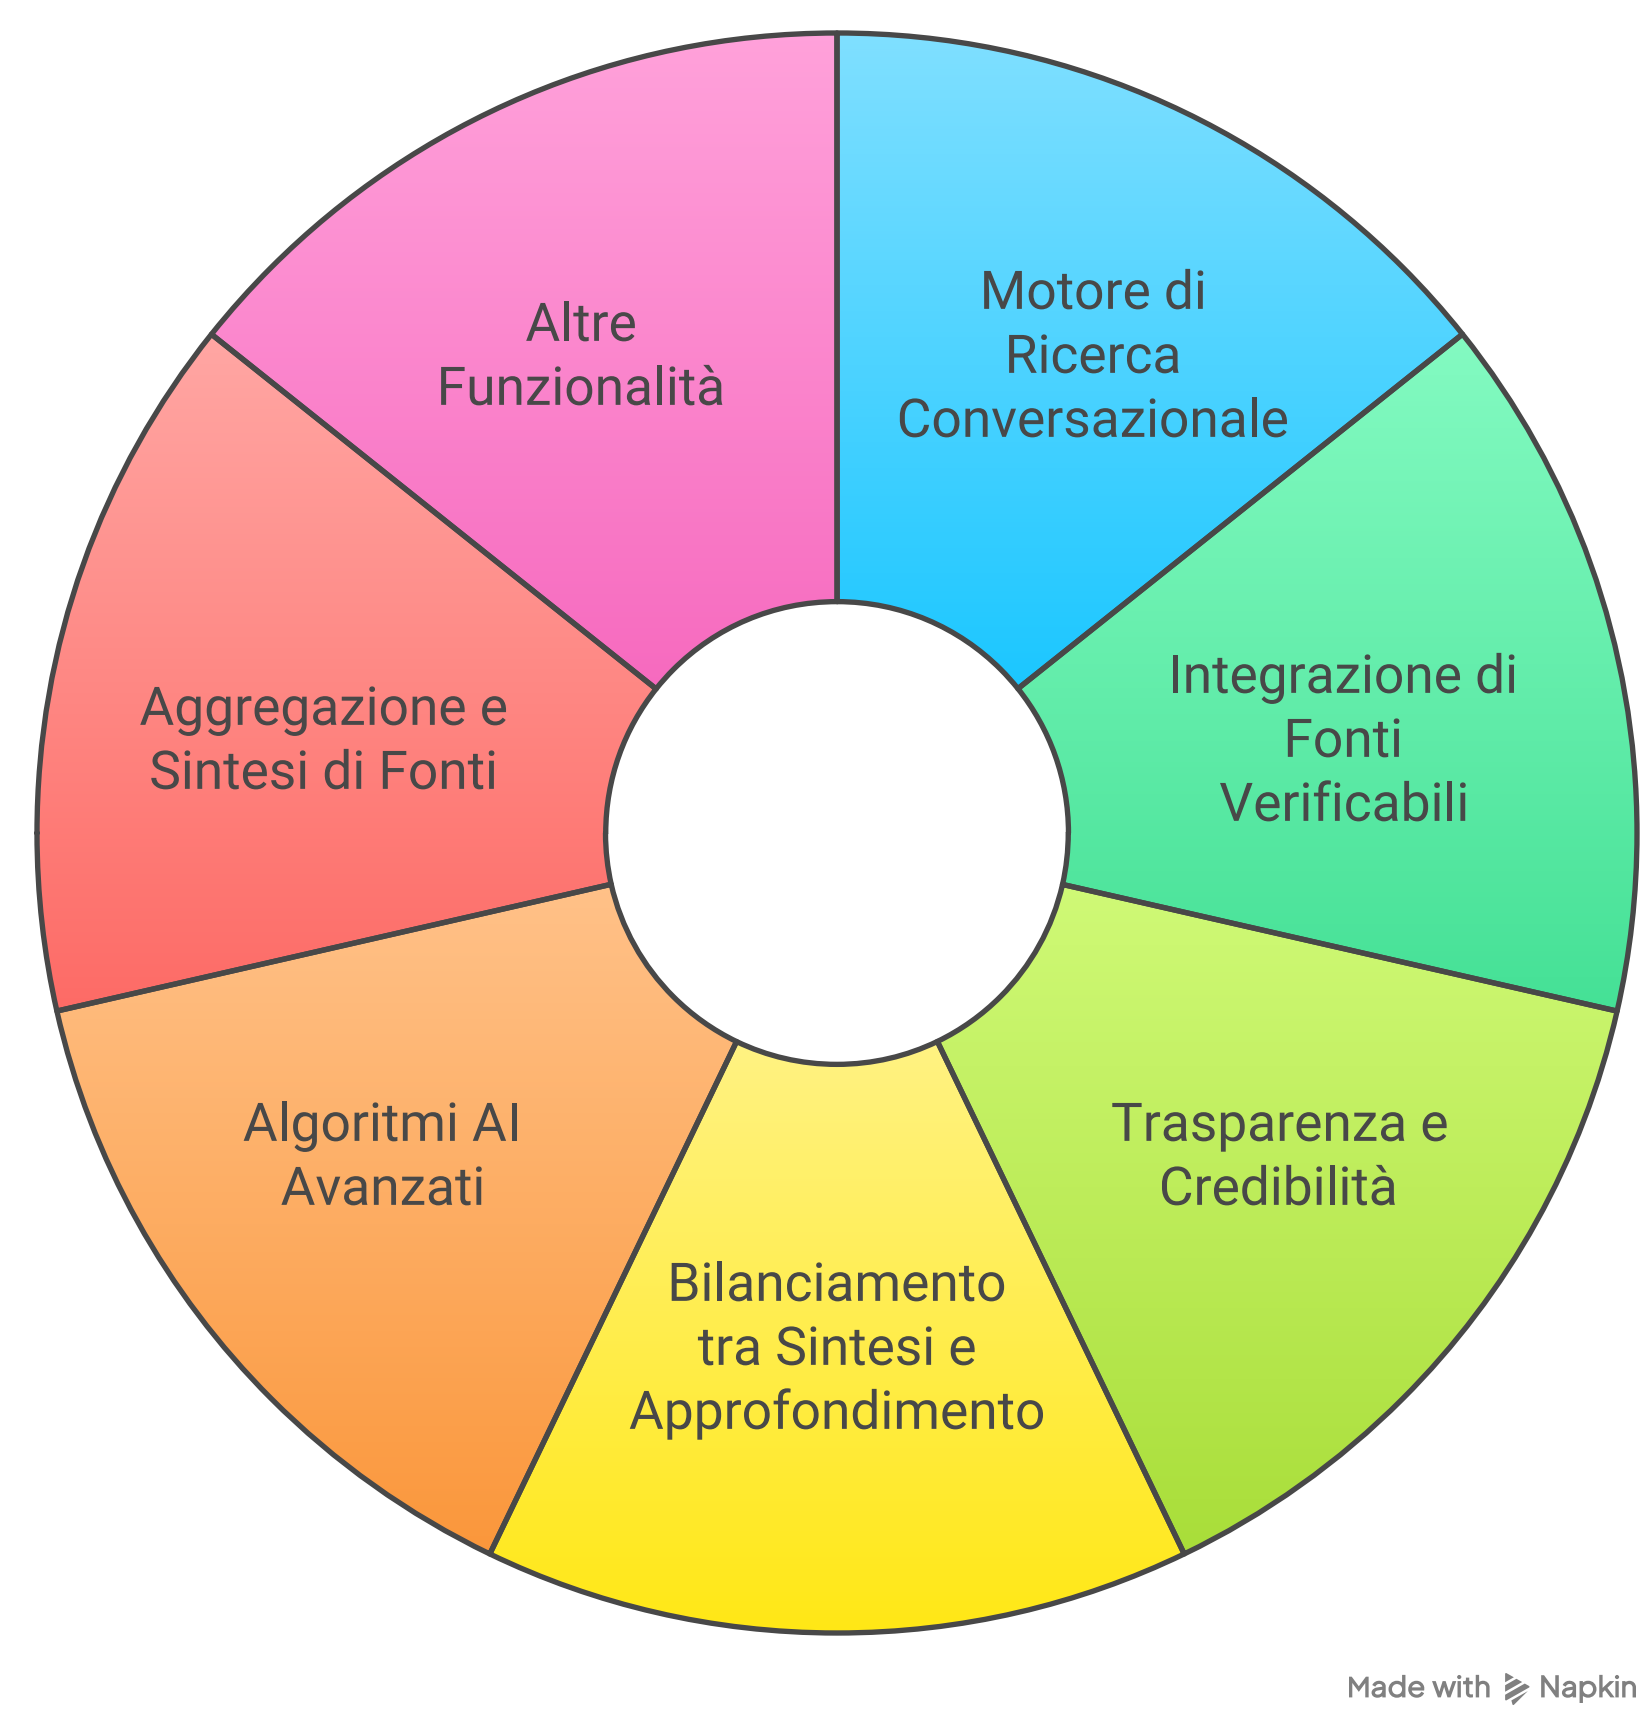 Motore di
Ricerca
Conversazionale
Integrazione di
Fonti
Verificabili
Trasparenza e
Credibilità
Bilanciamento
tra Sintesi e
Approfondimento
Algoritmi AI
Avanzati
Aggregazione e
Sintesi di Fonti
Altre
Funzionalità
Made with Napkin